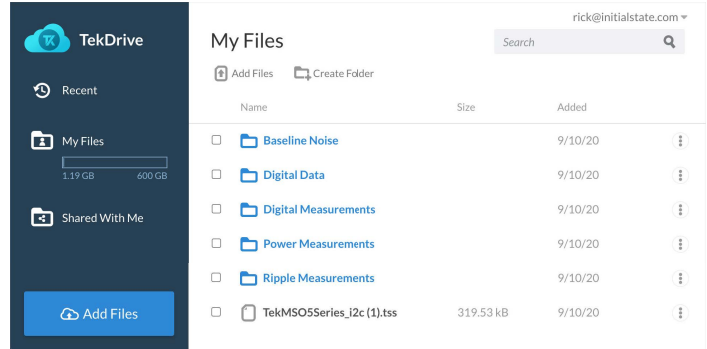 TekDrive
Recent
My Files
1.19 GB 600 GB
Shared With Me
Add Files
rick@initialstate.com
My Files
Search
Add Files Create Folder
Name Size Added
Baseline Noise 9/10/20
Digital Data 9/10/20
Digital Measurements 9/10/20
Power Measurements 9/10/20
Ripple Measurements 9/10/20
TekMSO5Series_i2c (1).tss 319.53 kB 9/10/20